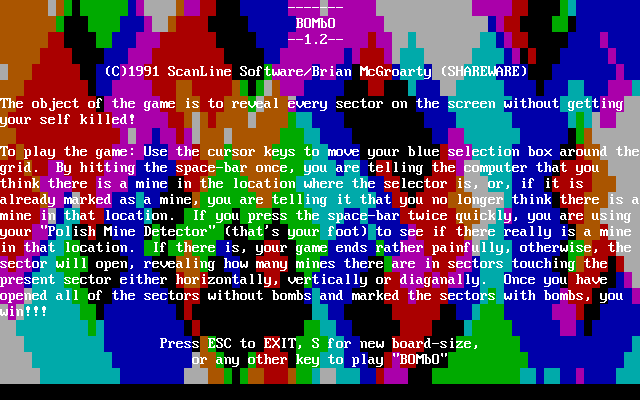 -------
BOMbO
--1.2--
(C)1991 ScanLine Software/Brian McGroarty (SHAREWARE)
The object of the game is to reveal every sector on the screen without getting
your self killed!
To play the game: Use the cursor keys to move your blue selection box around the
grid.  By hitting the space-bar once, you are telling the computer that you
think there is a mine in the location where the selector is, or, if it is
already marked as a mine, you are telling it that you no longer think there is a
mine in that location.  If you press the space-bar twice quickly, you are using
your "Polish Mine Detector" (that's your foot) to see if there really is a mine
in that location.  If there is, your game ends rather painfully, otherwise, the
sector will open, revealing how many mines there are in sectors touching the
present sector either horizontally, vertically or diaganally.  Once you have
opened all of the sectors without bombs and marked the sectors with bombs, you
win!!!
Press ESC to EXIT, S for new board-size,
or any other key to play "BOMbO"